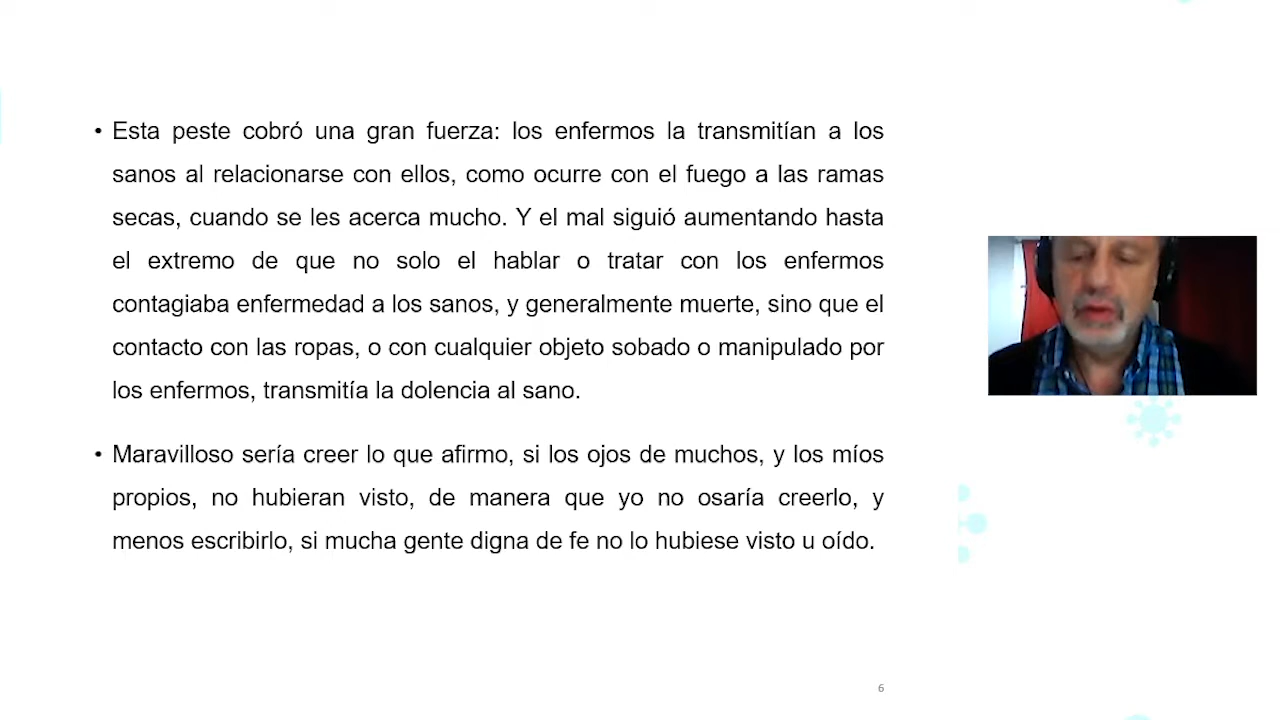 • Esta peste cobró una gran fuerza: los enfermos la transmitían a los
sanos al relacionarse con ellos, como ocurre con el fuego a las ramas
secas, cuando se les acerca mucho. Y el mal siguió aumentando hasta
el extremo de que no solo el hablar o tratar con los enfermos
contagiaba enfermedad a los sanos, y generalmente muerte, sino que el
contacto con las ropas, o con cualquier objeto sobado o manipulado por
los enfermos, transmitía la dolencia al sano.
• Maravilloso sería creer lo que afirmo, si los ojos de muchos, y los míos
propios, no hubieran visto, de manera que yo no osaría creerlo, y
menos escribirlo, si mucha gente digna de fe no lo hubiese visto u oído.
6